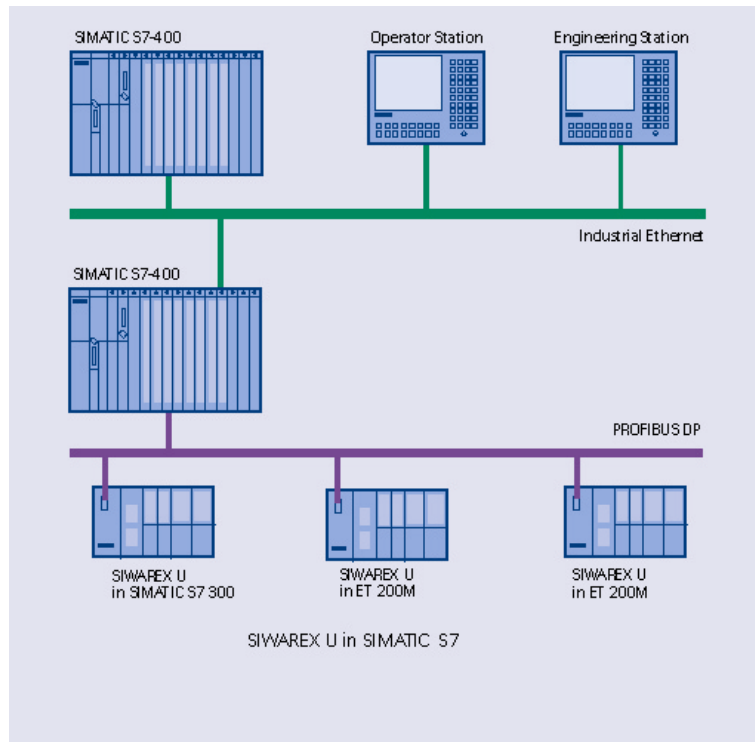 SIMATIC S7-400
Operator Station
Engineering Station
Industrial Ethernet
SIMATIC S7-400
PROFIBUS DP
SIWAREX U
in SIMATIC S7 300
SIWAREX U
in ET 200M
SIWAREX U
in ET 200M
SIWAREX U in SIMATIC S7